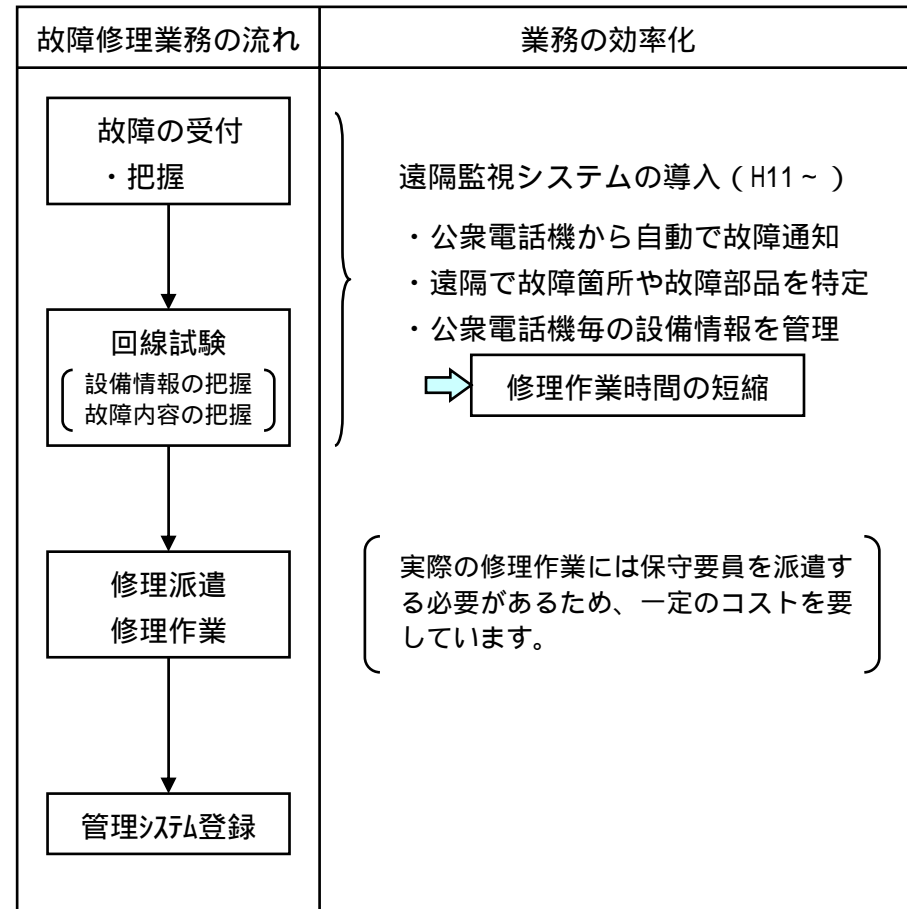 故障修理業務の流れ
業務の効率化
故障の受付
・把握
回線試験
設備情報の把握
故障内容の把握
修理派遣
修理作業
管理ｼｽﾃﾑ登録
遠隔監視システムの導入（H11～）
・公衆電話機から自動で故障通知
・遠隔で故障箇所や故障部品を特定
・公衆電話機毎の設備情報を管理
修理作業時間の短縮
実際の修理作業には保守要員を派遣す
る必要があるため、一定のコストを要
しています。